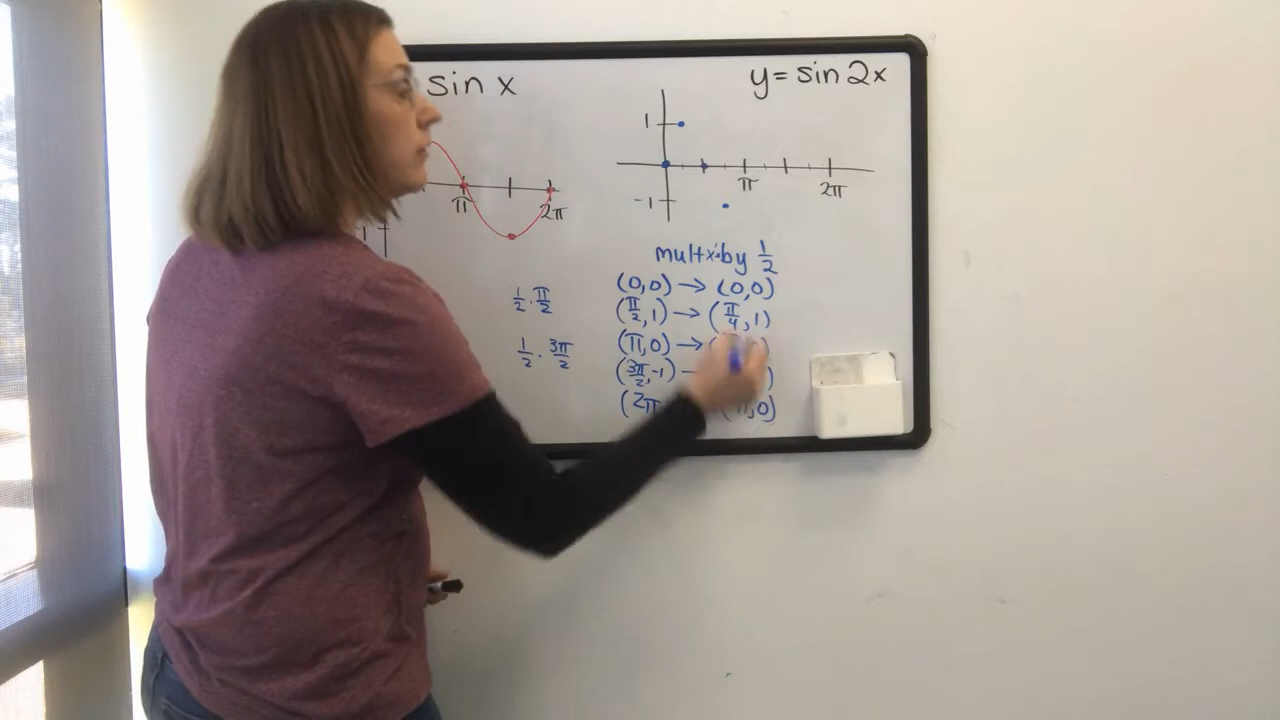 sin x
π
2π
-1
y = sin 2x
1
π
2π
-1
mult x by 1/2
(0,0) → (0,0)
1/2 · π/2
(π/2, 1) → (π/4, 1)
(π, 0) →
1/2 · 3π/2
(3π/2, -1)
(2π
π, 0)